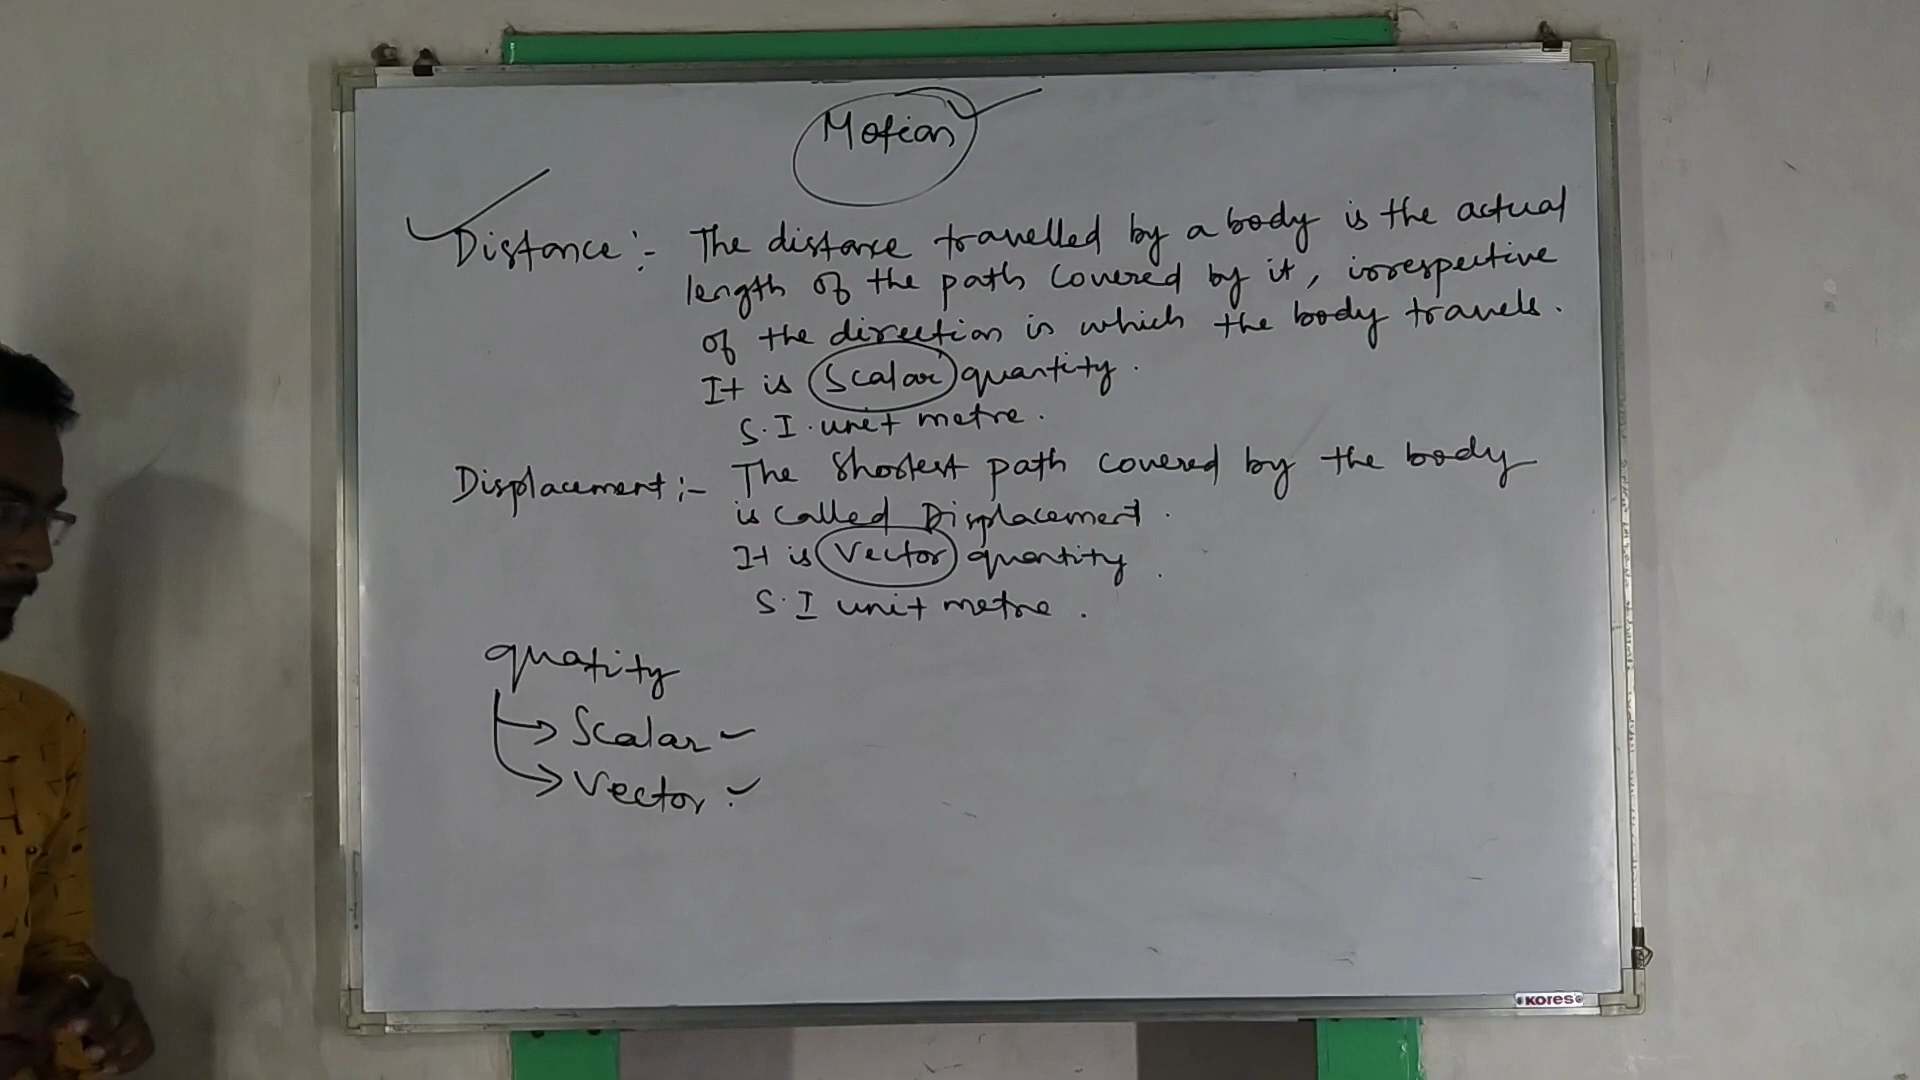 Motion
Distance :- The distance travelled by a body is the actual
length of the path covered by it, irrespective
of the direction in which the body travels.
It is Scalar quantity.
S.I. unit metre.
Displacement :- The Shortest path covered by the body
is called Displacement.
It is Vector quantity.
S.I unit metre.
quatity
→ Scalar
→ Vector
KORES